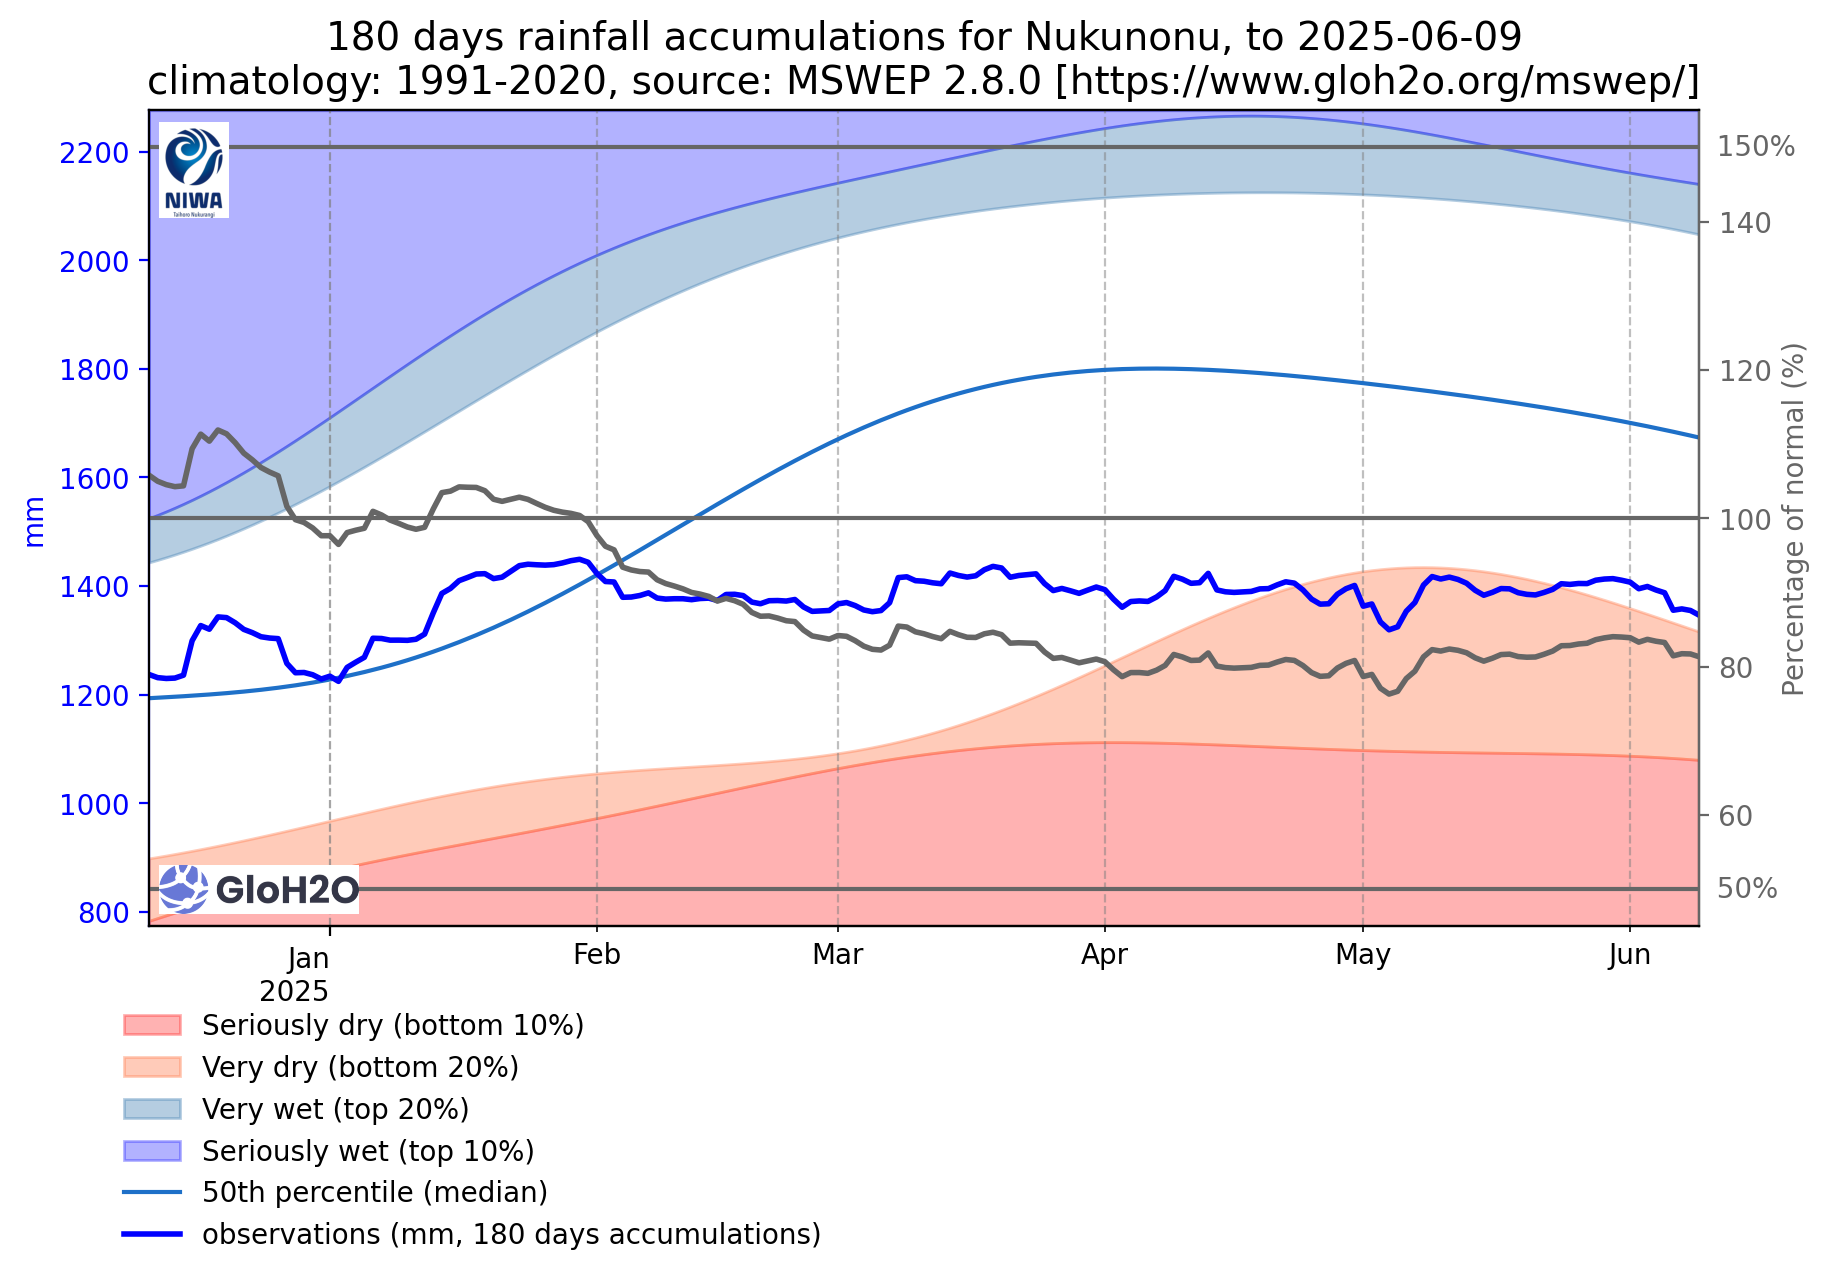 180 days rainfall accumulations for Nukunonu, to 2025-06-09
climatology: 1991-2020, source: MSWEP 2.8.0 [https://www.gloh2o.org/mswep/]
NIWA
Taihoro Nukurangi
2200
2000
1800
1600
1400
1200
1000
800
mm
150%
140
120
100
80
60
50%
Percentage of normal (%)
GloH2O
Jan
2025
Feb
Mar
Apr
May
Jun
Seriously dry (bottom 10%)
Very dry (bottom 20%)
Very wet (top 20%)
Seriously wet (top 10%)
50th percentile (median)
observations (mm, 180 days accumulations)